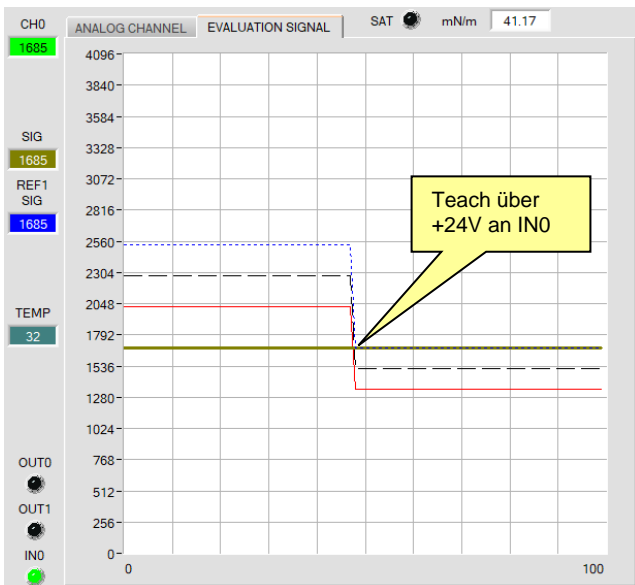 CH0
1685
SIG
1685
REF1
SIG
1685
TEMP
32
OUT0
OUT1
IN0
ANALOG CHANNEL EVALUATION SIGNAL SAT mN/m 41.17
4096
3840
3584
3328
3072
2816
2560
2304
2048
1792
1536
1280
1024
768
512
256
0
0 100
Teach über
+24V an IN0